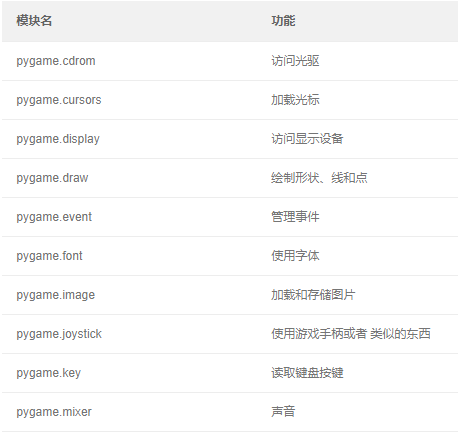 模块名 功能
pygame.cdrom 访问光驱
pygame.cursors 加载光标
pygame.display 访问显示设备
pygame.draw 绘制形状、线和点
pygame.event 管理事件
pygame.font 使用字体
pygame.image 加载和存储图片
pygame.joystick 使用游戏手柄或者 类似的东西
pygame.key 读取键盘按键
pygame.mixer 声音